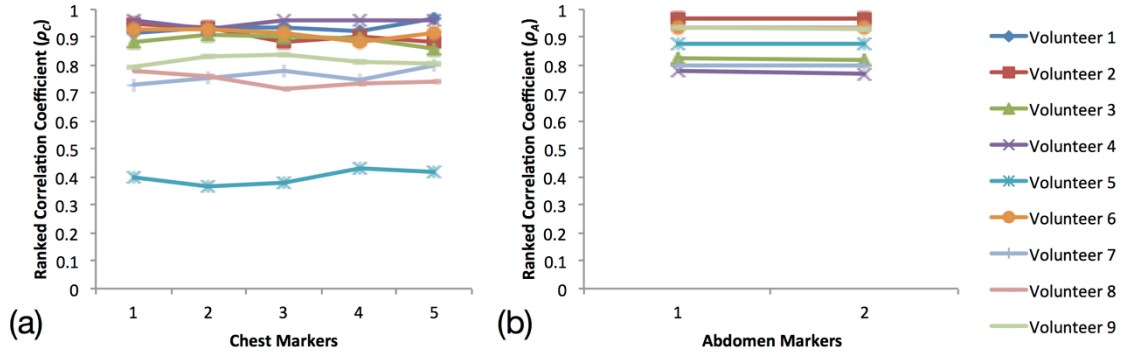 Ranked Correlation Coefficient (ρC)
1
0.9
0.8
0.7
0.6
0.5
0.4
0.3
0.2
0.1
0
1 2 3 4 5
Chest Markers
(a)
Ranked Correlation Coefficient (ρA)
1
0.9
0.8
0.7
0.6
0.5
0.4
0.3
0.2
0.1
0
1 2
Abdomen Markers
(b)
Volunteer 1
Volunteer 2
Volunteer 3
Volunteer 4
Volunteer 5
Volunteer 6
Volunteer 7
Volunteer 8
Volunteer 9